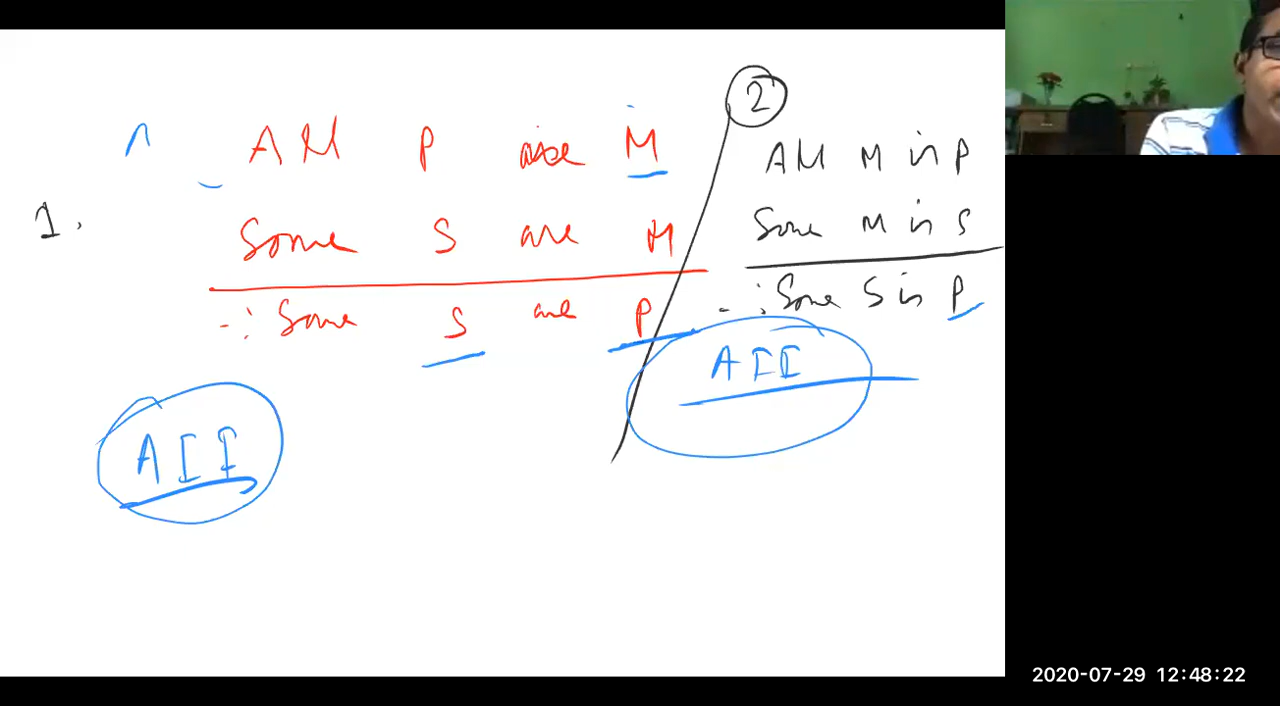 1.
All P are M
Some S are M
∴ Some S are P
AII
2
All M is P
Some M is S
∴ Some S is P
AII
2020-07-29 12:48:22